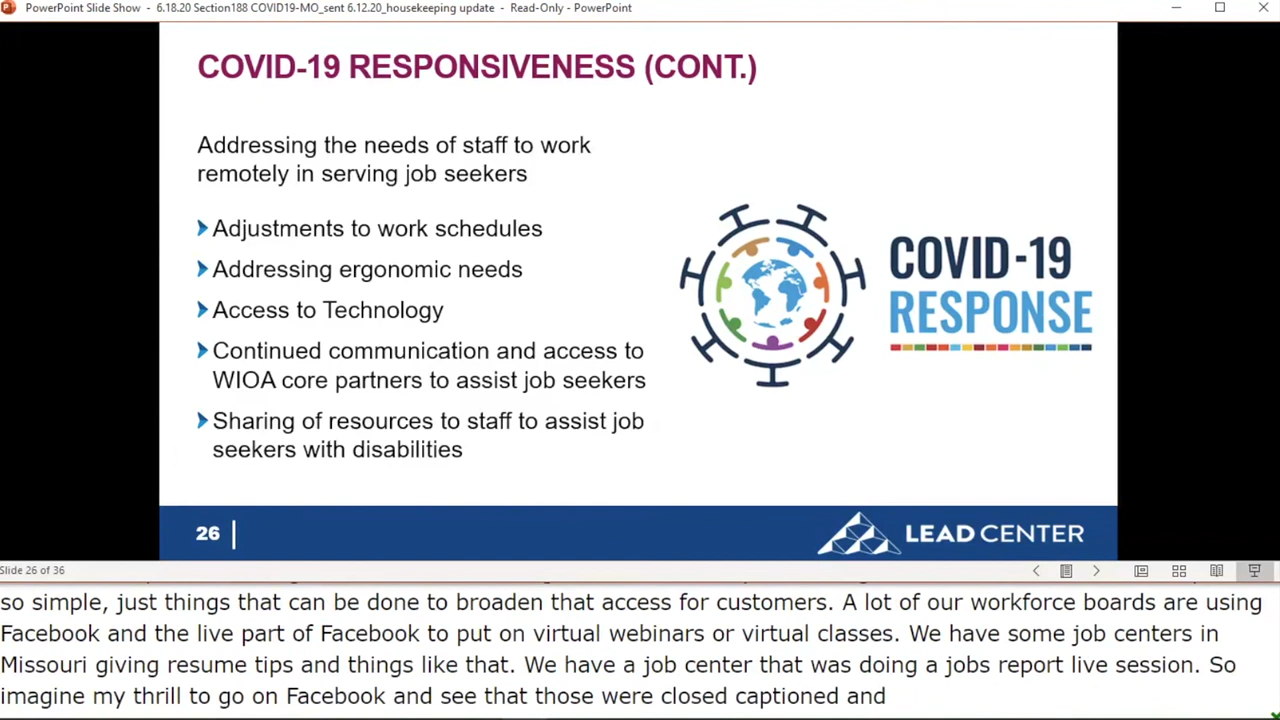 PowerPoint Slide Show - 6.18.20 Section188 COVID19-MO_sent 6.12.20_housekeeping update - Read-Only - PowerPoint
COVID-19 RESPONSIVENESS (CONT.)
Addressing the needs of staff to work
remotely in serving job seekers
Adjustments to work schedules
Addressing ergonomic needs
Access to Technology
Continued communication and access to
WIOA core partners to assist job seekers
Sharing of resources to staff to assist job
seekers with disabilities
COVID-19
RESPONSE
26
LEAD CENTER
Slide 26 of 36
so simple, just things that can be done to broaden that access for customers. A lot of our workforce boards are using
Facebook and the live part of Facebook to put on virtual webinars or virtual classes. We have some job centers in
Missouri giving resume tips and things like that. We have a job center that was doing a jobs report live session. So
imagine my thrill to go on Facebook and see that those were closed captioned and